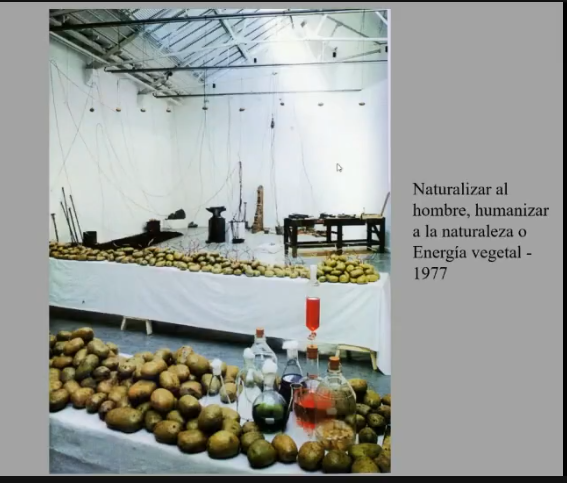 Naturalizar al
hombre, humanizar
a la naturaleza o
Energía vegetal -
1977